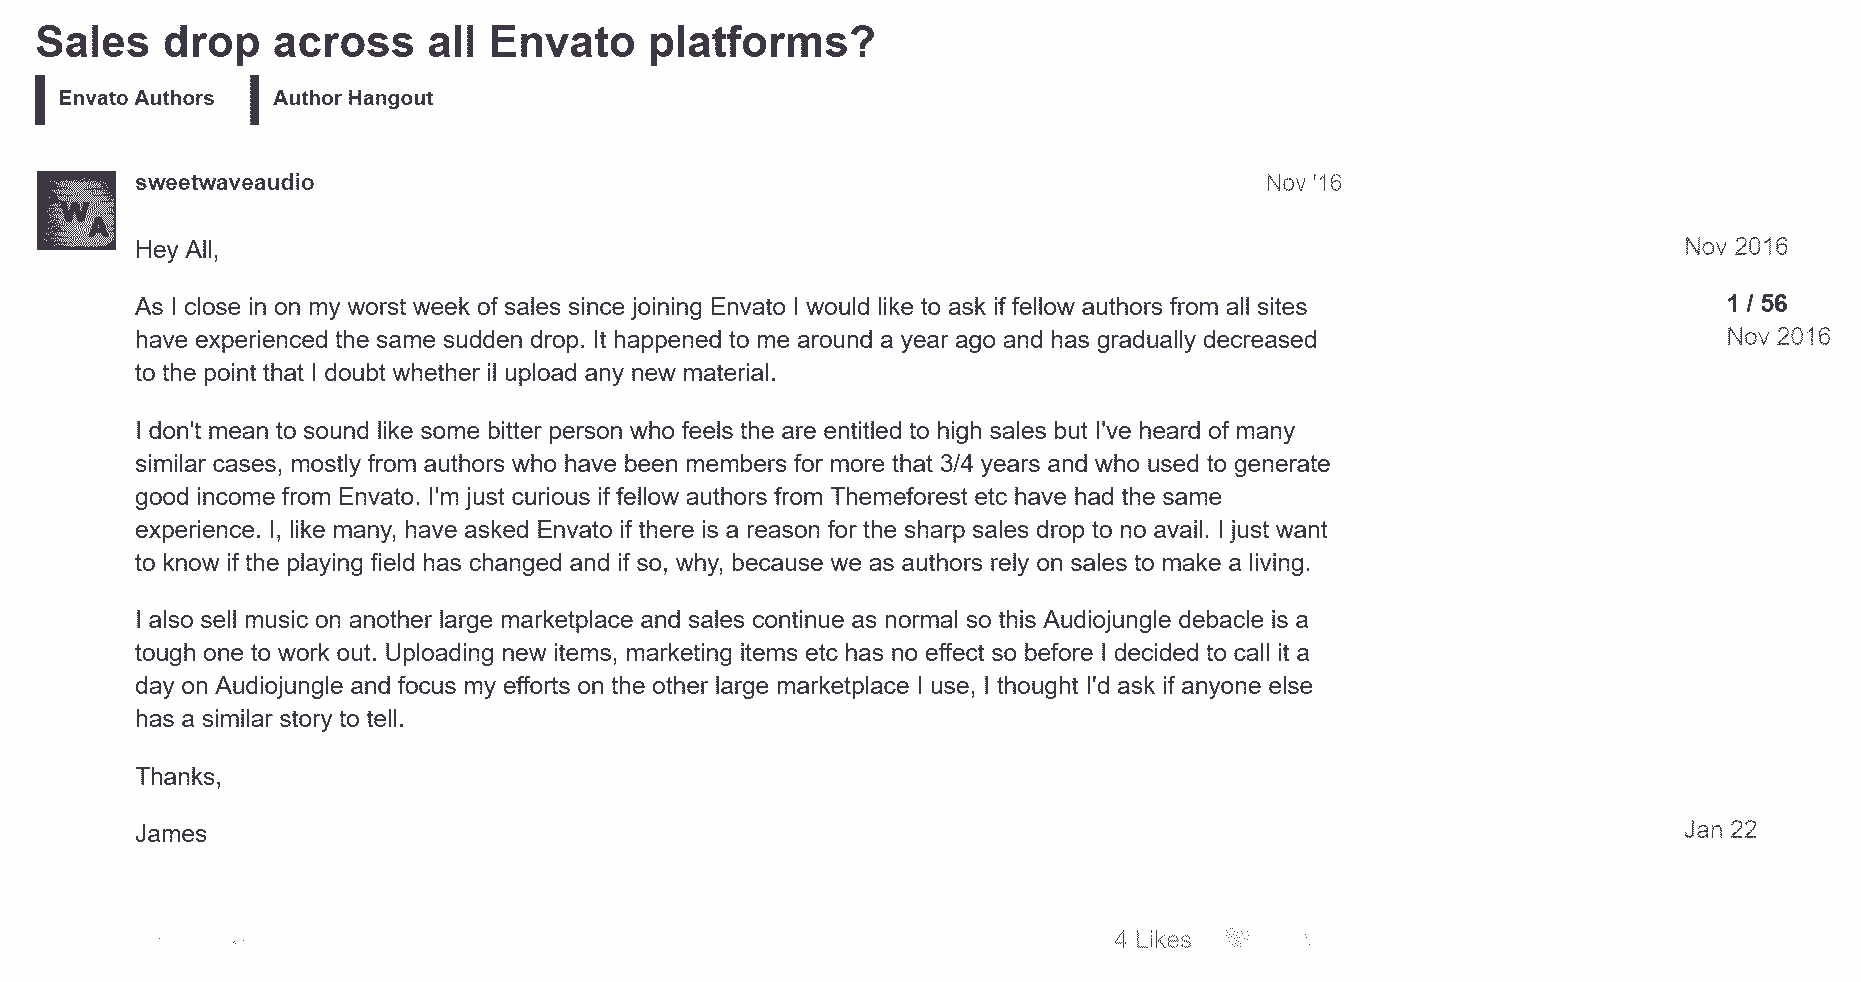 Sales drop across all Envato platforms?
Envato Authors Author Hangout
sweetwaveaudio Nov '16
WA
Hey All,
Nov 2016
As I close in on my worst week of sales since joining Envato I would like to ask if fellow authors from all sites
have experienced the same sudden drop. It happened to me around a year ago and has gradually decreased
to the point that I doubt whether il upload any new material.
1 / 56
Nov 2016
I don't mean to sound like some bitter person who feels the are entitled to high sales but I've heard of many
similar cases, mostly from authors who have been members for more that 3/4 years and who used to generate
good income from Envato. I'm just curious if fellow authors from Themeforest etc have had the same
experience. I, like many, have asked Envato if there is a reason for the sharp sales drop to no avail. I just want
to know if the playing field has changed and if so, why, because we as authors rely on sales to make a living.
I also sell music on another large marketplace and sales continue as normal so this Audiojungle debacle is a
tough one to work out. Uploading new items, marketing items etc has no effect so before I decided to call it a
day on Audiojungle and focus my efforts on the other large marketplace I use, I thought I'd ask if anyone else
has a similar story to tell.
Thanks,
James
Jan 22
4 Likes